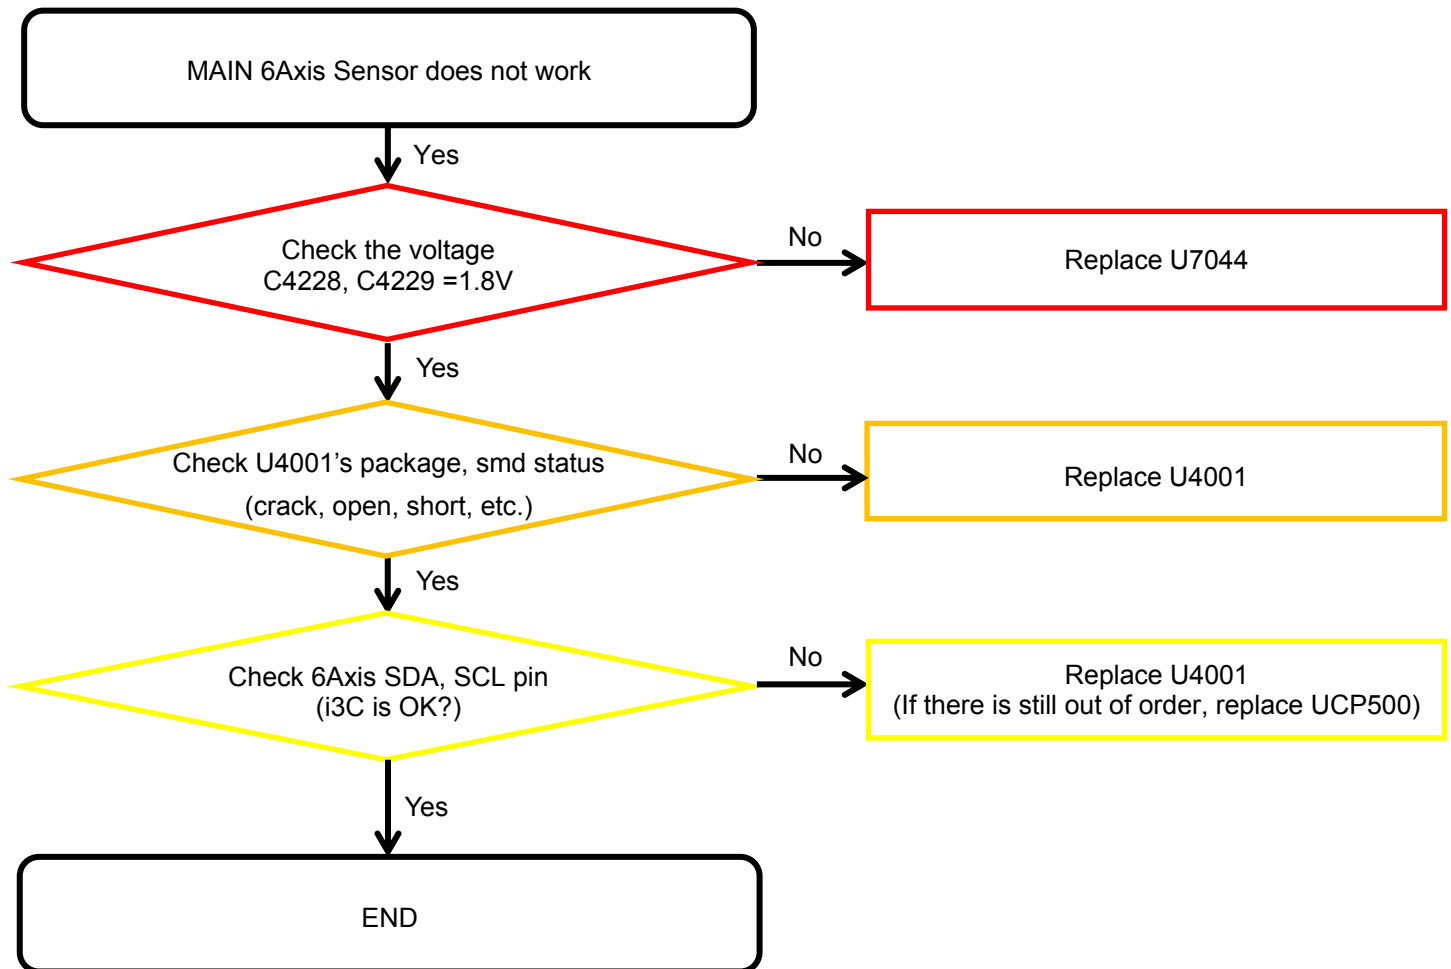 MAIN 6Axis Sensor does not work
Yes
Check the voltage
C4228, C4229 =1.8V
No
Replace U7044
Yes
Check U4001’s package, smd status
(crack, open, short, etc.)
No
Replace U4001
Yes
Check 6Axis SDA, SCL pin
(i3C is OK?)
No
Replace U4001
(If there is still out of order, replace UCP500)
Yes
END